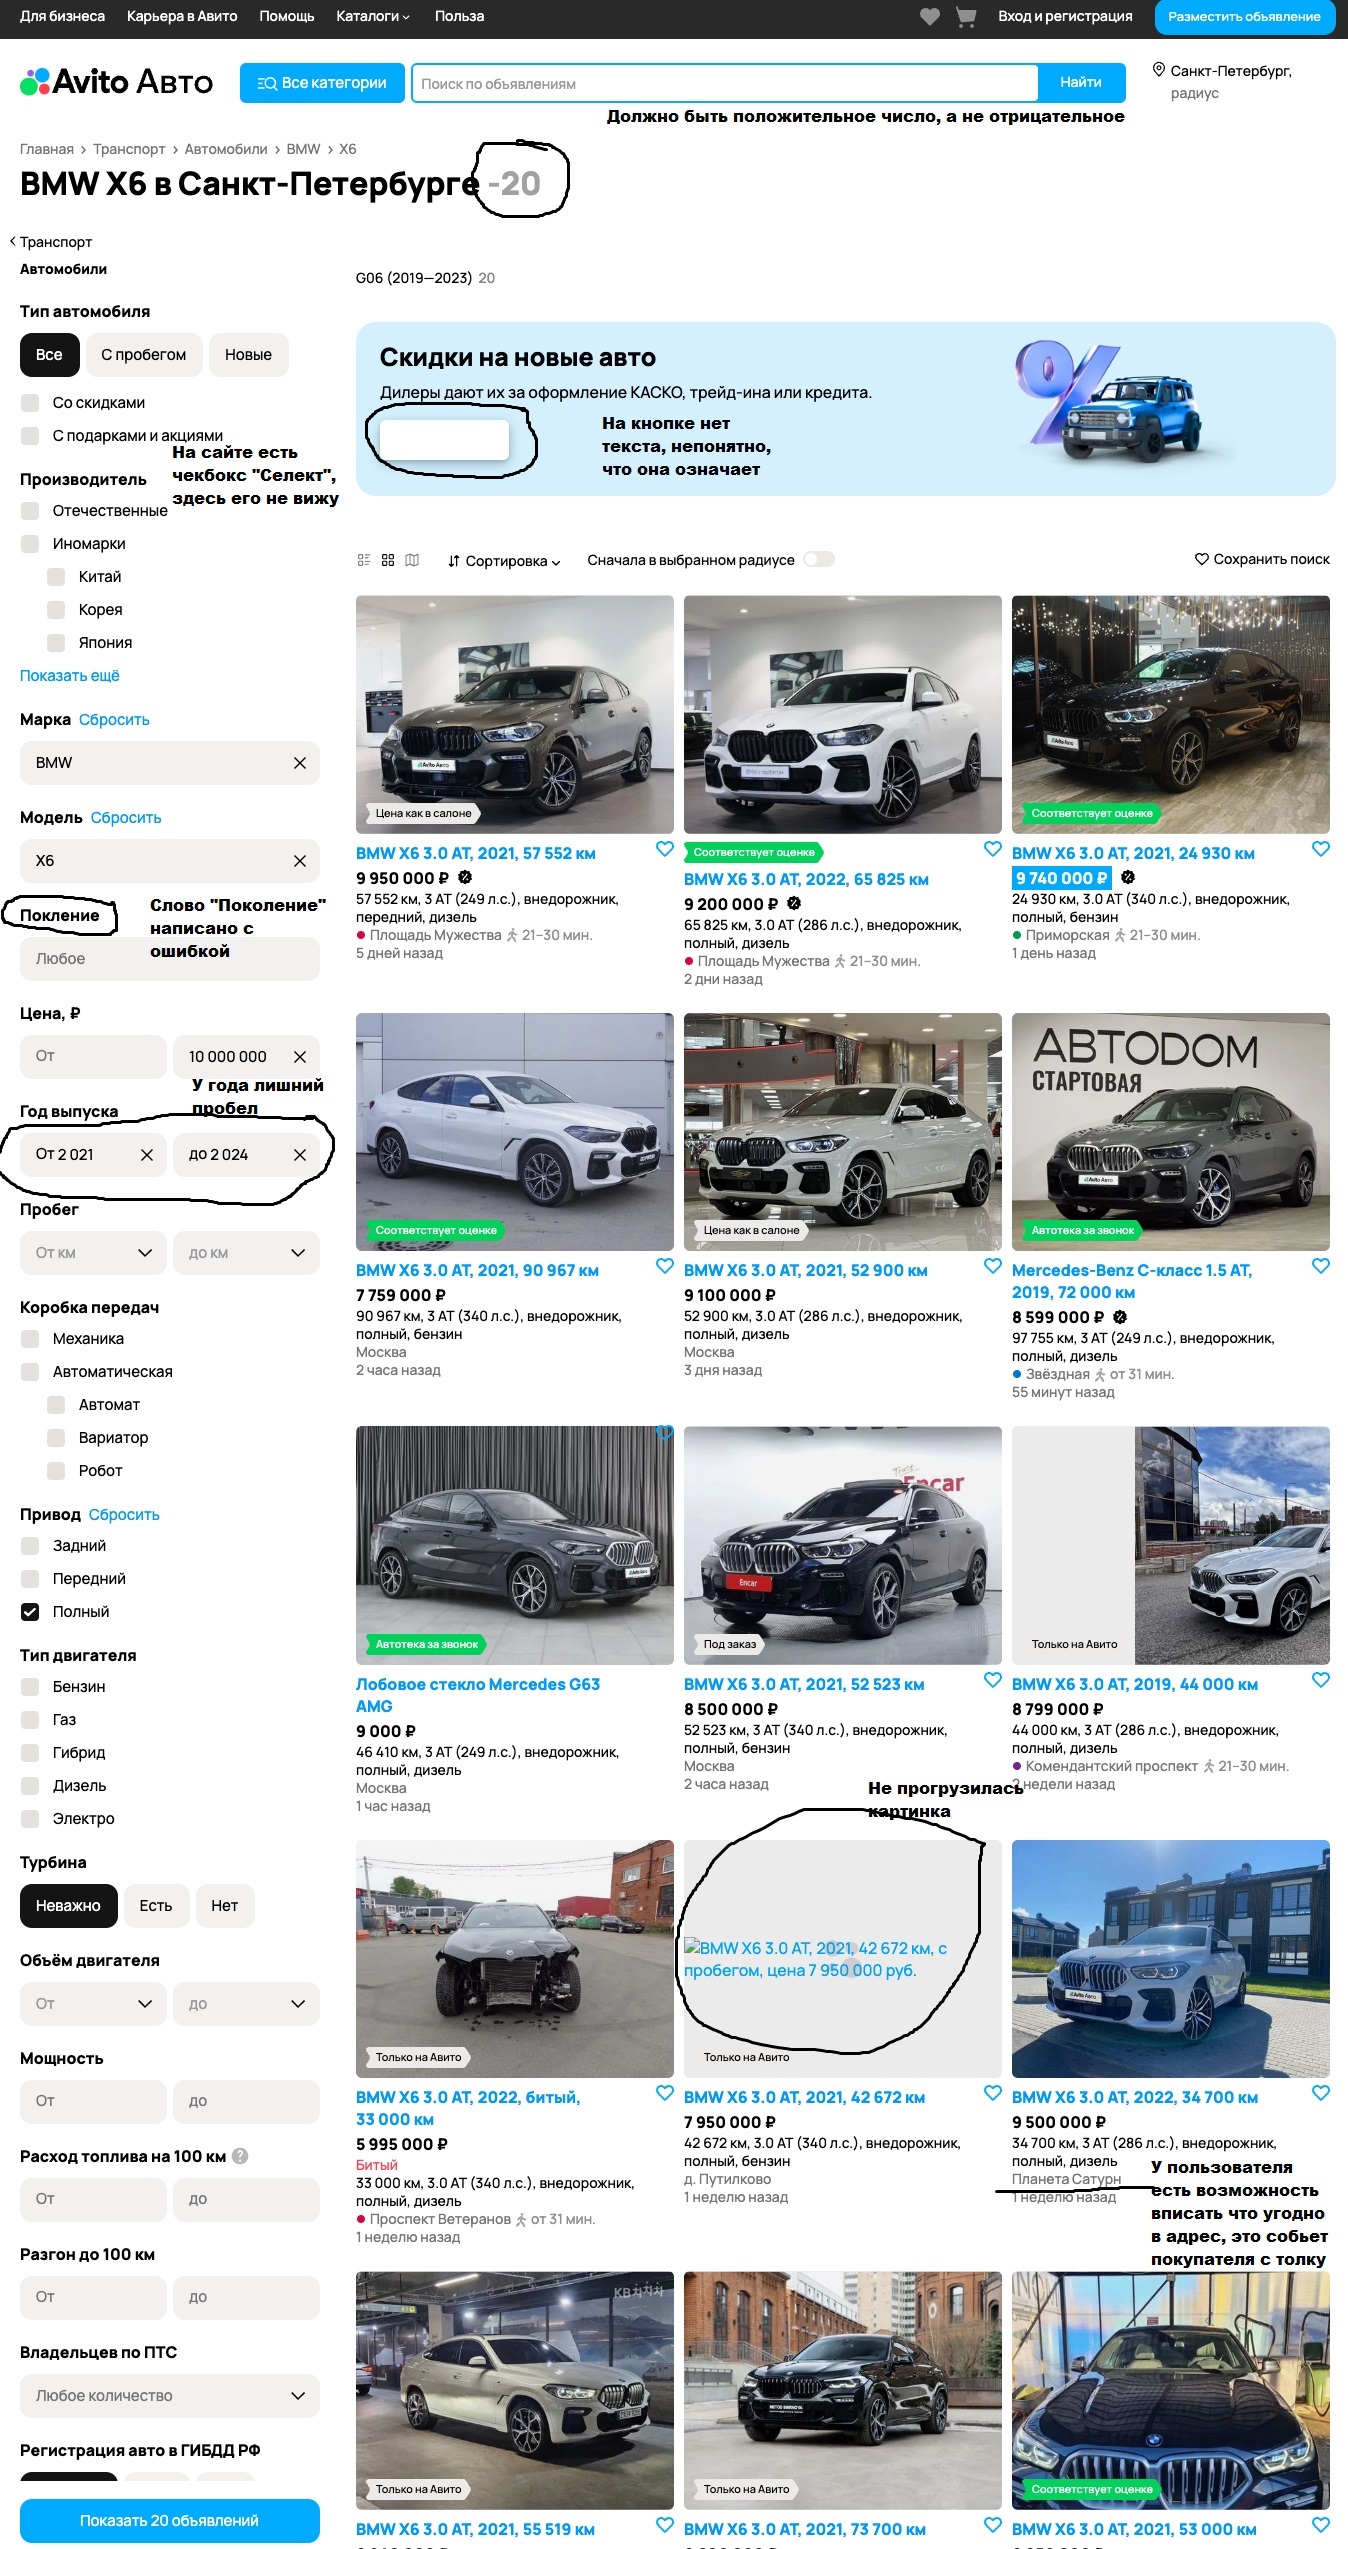 Для бизнеса Карьера в Авито Помощь Каталоги Польза Вход и регистрация Разместить объявление
Avito Авто Все категории Поиск по объявлениям Найти Санкт-Петербург,
радиус
Должно быть положительное число, а не отрицательное
Главная > Транспорт > Автомобили > BMW > X6
BMW X6 в Санкт-Петербурге -20
Транспорт
Автомобили
Тип автомобиля
Все С пробегом Новые
Со скидками
С подарками и акциями
На сайте есть
чекбокс "Селект",
здесь его не вижу
Производитель
Отечественные
Иномарки
Китай
Корея
Япония
Показать ещё
Марка Сбросить
BMW
Модель Сбросить
X6
Покление
Слово "Поколение"
написано с
ошибкой
Любое
Цена, ₽
От 10 000 000
У года лишний
пробел
Год выпуска
От 2 021 до 2 024
Пробег
От км до км
Коробка передач
Механика
Автоматическая
Автомат
Вариатор
Робот
Привод Сбросить
Задний
Передний
Полный
Тип двигателя
Бензин
Газ
Гибрид
Дизель
Электро
Турбина
Неважно Есть Нет
Объём двигателя
От до
Мощность
От до
Расход топлива на 100 км ?
От до
Разгон до 100 км
От до
Владельцев по ПТС
Любое количество
Регистрация авто в ГИБДД РФ
Показать 20 объявлений
G06 (2019—2023) 20
Скидки на новые авто
Дилеры дают их за оформление КАСКО, трейд-ина или кредита.
На кнопке нет
текста, непонятно,
что она означает
%
Сортировка Сначала в выбранном радиусе Сохранить поиск
Avito Авто
Цена как в салоне
BMW X6 3.0 AT, 2021, 57 552 км
9 950 000 ₽
57 552 км, 3 AT (249 л.с.), внедорожник,
передний, дизель
Площадь Мужества 21–30 мин.
5 дней назад
BMW с пробегом
Соответствует оценке
BMW X6 3.0 AT, 2022, 65 825 км
9 200 000 ₽
65 825 км, 3.0 AT (286 л.с.), внедорожник,
полный, дизель
Площадь Мужества 21–30 мин.
2 дни назад
Avito Авто
Соответствует оценке
BMW X6 3.0 AT, 2021, 24 930 км
9 740 000 ₽
24 930 км, 3.0 AT (340 л.с.), внедорожник,
полный, бензин
Приморская 21–30 мин.
1 день назад
Соответствует оценке
BMW X6 3.0 AT, 2021, 90 967 км
7 759 000 ₽
90 967 км, 3 AT (340 л.с.), внедорожник,
полный, бензин
Москва
2 часа назад
Цена как в салоне
BMW X6 3.0 AT, 2021, 52 900 км
9 100 000 ₽
52 900 км, 3.0 AT (286 л.с.), внедорожник,
полный, дизель
Москва
3 дня назад
АВТОDОМ
СТАРТОВАЯ
Avito Авто
Автотека за звонок
Mercedes-Benz C-класс 1.5 AT,
2019, 72 000 км
8 599 000 ₽
97 755 км, 3 AT (249 л.с.), внедорожник,
полный, дизель
Звёздная от 31 мин.
55 минут назад
Avito Авто
Автотека за звонок
Лобовое стекло Mercedes G63
AMG
9 000 ₽
46 410 км, 3 AT (249 л.с.), внедорожник,
полный, дизель
Москва
1 час назад
Encar
Encar
Под заказ
BMW X6 3.0 AT, 2021, 52 523 км
8 500 000 ₽
52 523 км, 3 AT (340 л.с.), внедорожник,
полный, бензин
Москва
2 часа назад
Только на Авито
BMW X6 3.0 AT, 2019, 44 000 км
8 799 000 ₽
44 000 км, 3 AT (286 л.с.), внедорожник,
полный, дизель
Комендантский проспект 21–30 мин.
2 недели назад
Только на Авито
BMW X6 3.0 AT, 2022, битый,
33 000 км
5 995 000 ₽
Битый
33 000 км, 3.0 AT (340 л.с.), внедорожник,
полный, дизель
Проспект Ветеранов от 31 мин.
1 неделю назад
Не прогрузилась
картинка
BMW X6 3.0 AT, 2021, 42 672 км, с
пробегом, цена 7 950 000 руб.
Только на Авито
BMW X6 3.0 AT, 2021, 42 672 км
7 950 000 ₽
42 672 км, 3.0 AT (340 л.с.), внедорожник,
полный, бензин
д. Путилково
1 неделю назад
Avito Авто
BMW X6 3.0 AT, 2022, 34 700 км
9 500 000 ₽
34 700 км, 3 AT (286 л.с.), внедорожник,
полный, дизель
Планета Сатурн
1 неделю назад
У пользователя
есть возможность
вписать что угодно
в адрес, это собьет
покупателя с толку
Только на Авито
BMW X6 3.0 AT, 2021, 55 519 км
Только на Авито
BMW X6 3.0 AT, 2021, 73 700 км
Соответствует оценке
BMW X6 3.0 AT, 2021, 53 000 км